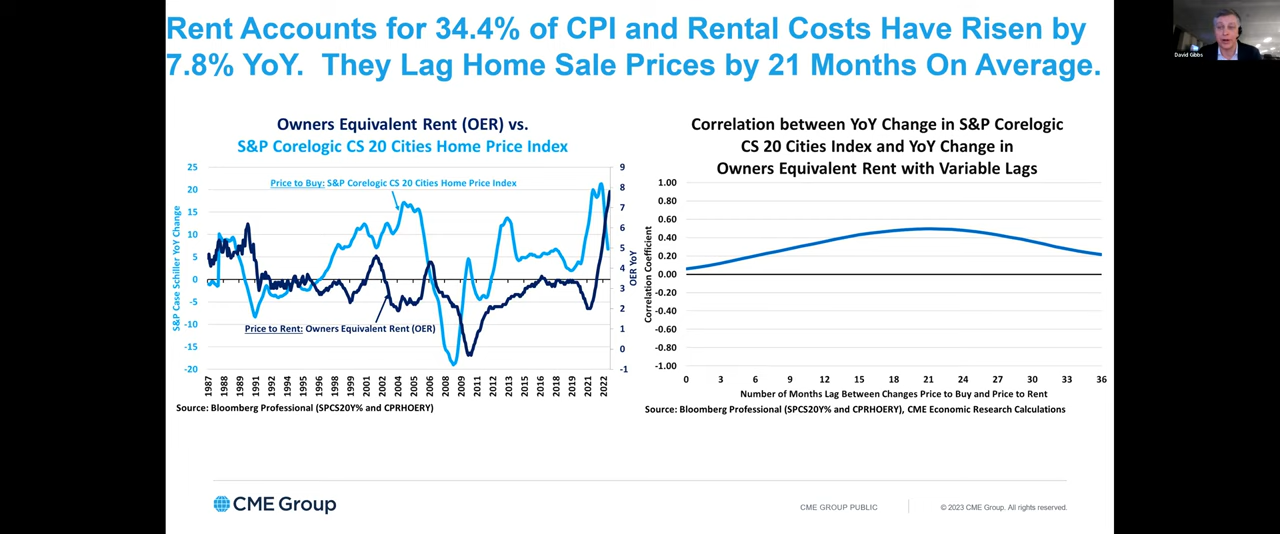 Rent Accounts for 34.4% of CPI and Rental Costs Have Risen by
7.8% YoY. They Lag Home Sale Prices by 21 Months On Average.
David Gibbs
Owners Equivalent Rent (OER) vs.
S&P Corelogic CS 20 Cities Home Price Index
S&P Case Schiller YoY Change
25
20
15
10
5
0
-5
-10
-15
-20
Price to Buy: S&P Corelogic CS 20 Cities Home Price Index
Price to Rent: Owners Equivalent Rent (OER)
9
8
7
6
5
4
3
2
1
0
-1
OER YoY
1987 1988 1989 1991 1992 1994 1995 1996 1998 1999 2001 2002 2004 2005 2006 2008 2009 2011 2012 2013 2015 2016 2018 2019 2021 2022
Source: Bloomberg Professional (SPCS20Y% and CPRHOERY)
Correlation between YoY Change in S&P Corelogic
CS 20 Cities Index and YoY Change in
Owners Equivalent Rent with Variable Lags
Correlation Coefficient
1.00
0.80
0.60
0.40
0.20
0.00
-0.20
-0.40
-0.60
-0.80
-1.00
0 3 6 9 12 15 18 21 24 27 30 33 36
Number of Months Lag Between Changes Price to Buy and Price to Rent
Source: Bloomberg Professional (SPCS20Y% and CPRHOERY), CME Economic Research Calculations
CME Group
CME GROUP PUBLIC
© 2023 CME Group. All rights reserved.